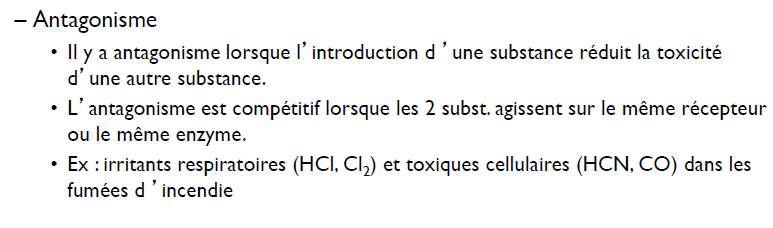 – Antagonisme
• Il y a antagonisme lorsque l’introduction d ’une substance réduit la toxicité
d’une autre substance.
• L’antagonisme est compétitif lorsque les 2 subst. agissent sur le même récepteur
ou le même enzyme.
• Ex : irritants respiratoires (HCl, Cl₂) et toxiques cellulaires (HCN, CO) dans les
fumées d ’incendie